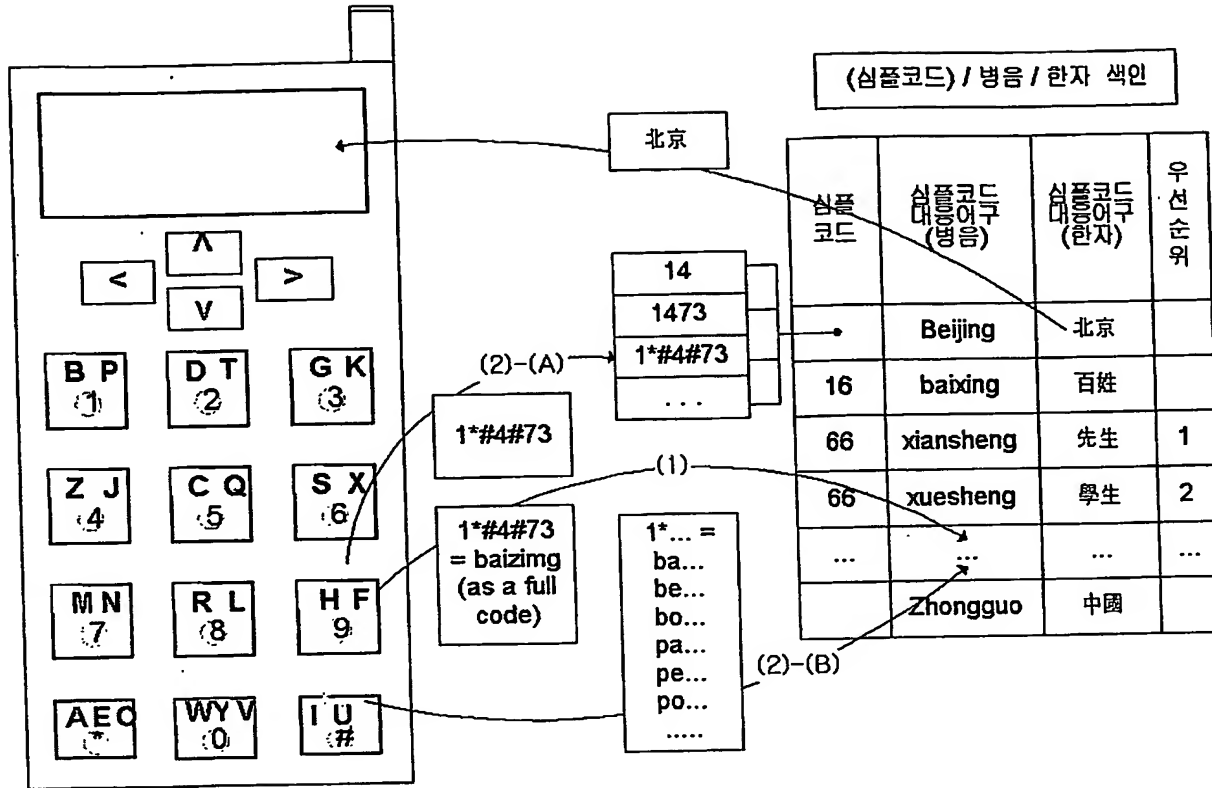 (심플코드) / 병음 / 한자 색인
北京
심플
코드
심플코드
대응어구
(병음)
심플코드
대응어구
(한자)
우
선
순
위
Beijing 北京
16 baixing 百姓
66 xiansheng 先生 1
66 xuesheng 學生 2
... ... ... ...
Zhongguo 中國
14
1473
1*#4#73
...
(2)-(A)
1*#4#73
(1)
1*#4#73
= baizimg
(as a full
code)
1*... =
ba...
be...
bo...
pa...
pe...
po...
.....
(2)-(B)
^
< >
V
B P
1
D T
2
G K
3
Z J
4
C Q
5
S X
6
M N
7
R L
8
H F
9
A E O
*
W Y V
0
I U
#